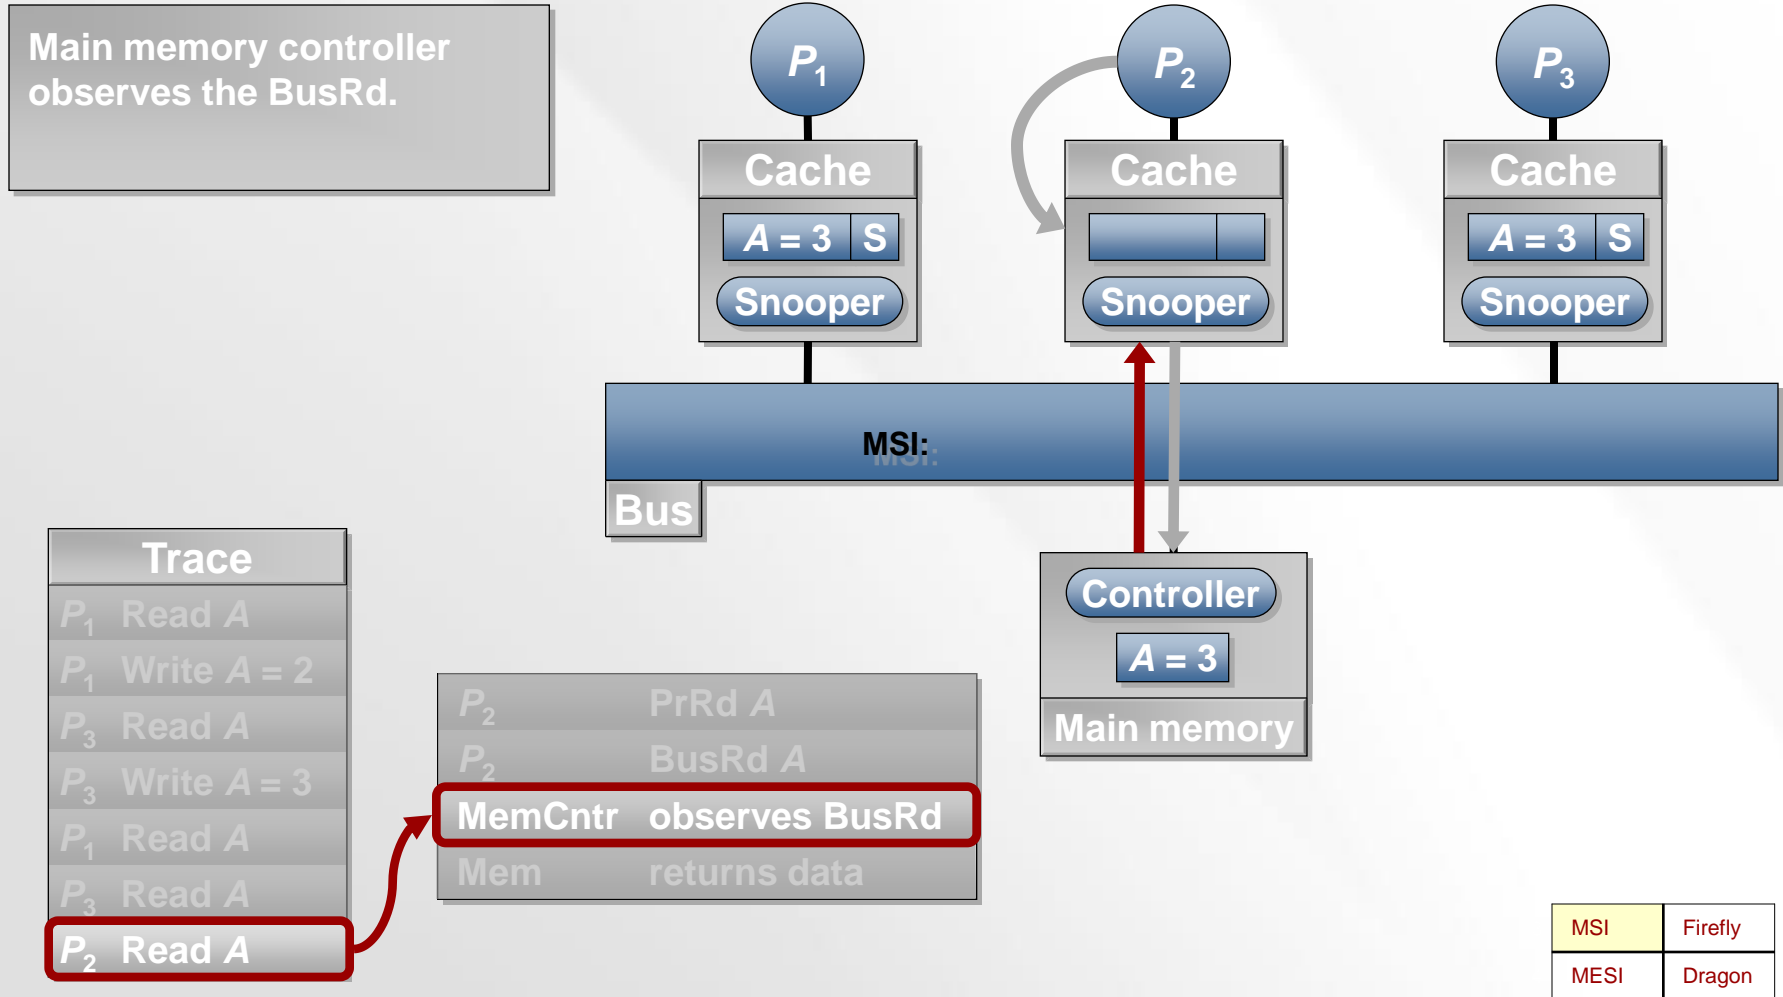 Main memory controller
observes the BusRd.
P1
P2
P3
Cache
Cache
Cache
A = 3 S
A = 3 S
Snooper
Snooper
Snooper
MSI:
Bus
Controller
A = 3
Main memory
Trace
P1 Read A
P1 Write A = 2
P3 Read A
P3 Write A = 3
P1 Read A
P3 Read A
P2 Read A
P2 PrRd A
P2 BusRd A
MemCntr observes BusRd
Mem returns data
MSI Firefly
MESI Dragon